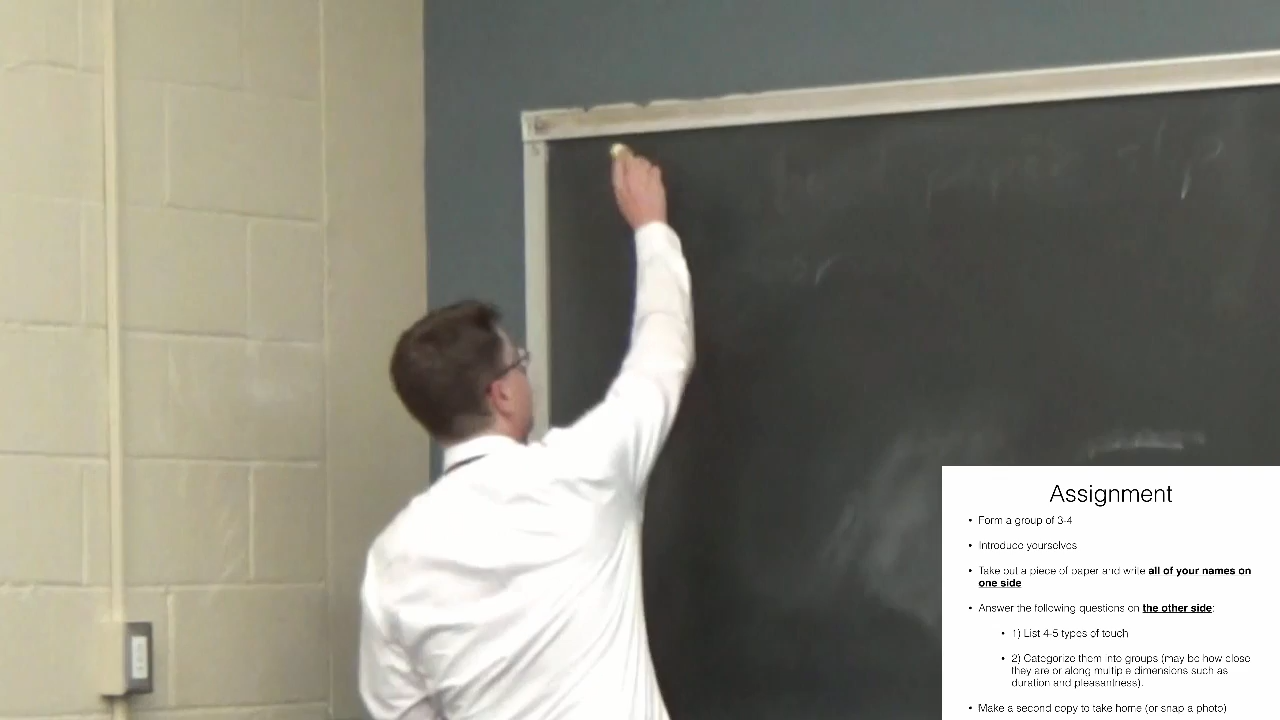 Assignment
• Form a group of 3-4
• Introduce yourselves
• Take out a piece of paper and write all of your names on
one side
• Answer the following questions on the other side:
• 1) List 4-5 types of touch
• 2) Categorize them into groups (may be how close
they are or along multiple dimensions such as
duration and pleasantness).
• Make a second copy to take home (or snap a photo)